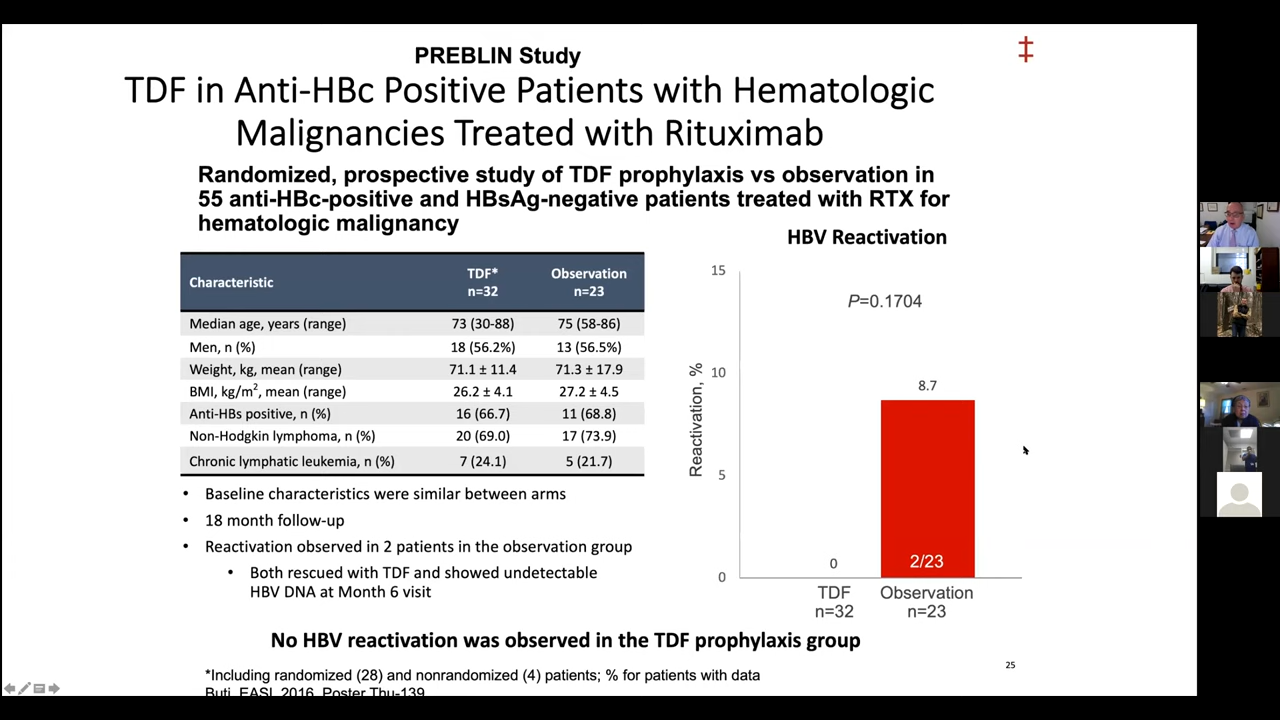 PREBLIN Study
‡
TDF in Anti-HBc Positive Patients with Hematologic
Malignancies Treated with Rituximab
Randomized, prospective study of TDF prophylaxis vs observation in
55 anti-HBc-positive and HBsAg-negative patients treated with RTX for
hematologic malignancy
Characteristic TDF* n=32 Observation n=23
Median age, years (range) 73 (30-88) 75 (58-86)
Men, n (%) 18 (56.2%) 13 (56.5%)
Weight, kg, mean (range) 71.1 ± 11.4 71.3 ± 17.9
BMI, kg/m², mean (range) 26.2 ± 4.1 27.2 ± 4.5
Anti-HBs positive, n (%) 16 (66.7) 11 (68.8)
Non-Hodgkin lymphoma, n (%) 20 (69.0) 17 (73.9)
Chronic lymphatic leukemia, n (%) 7 (24.1) 5 (21.7)
• Baseline characteristics were similar between arms
• 18 month follow-up
• Reactivation observed in 2 patients in the observation group
• Both rescued with TDF and showed undetectable
HBV DNA at Month 6 visit
HBV Reactivation
P=0.1704
Reactivation, %
15
10
5
0
8.7
0
2/23
TDF Observation
n=32 n=23
No HBV reactivation was observed in the TDF prophylaxis group
*Including randomized (28) and nonrandomized (4) patients; % for patients with data
Buti, EASL 2016, Poster Thu-139
25